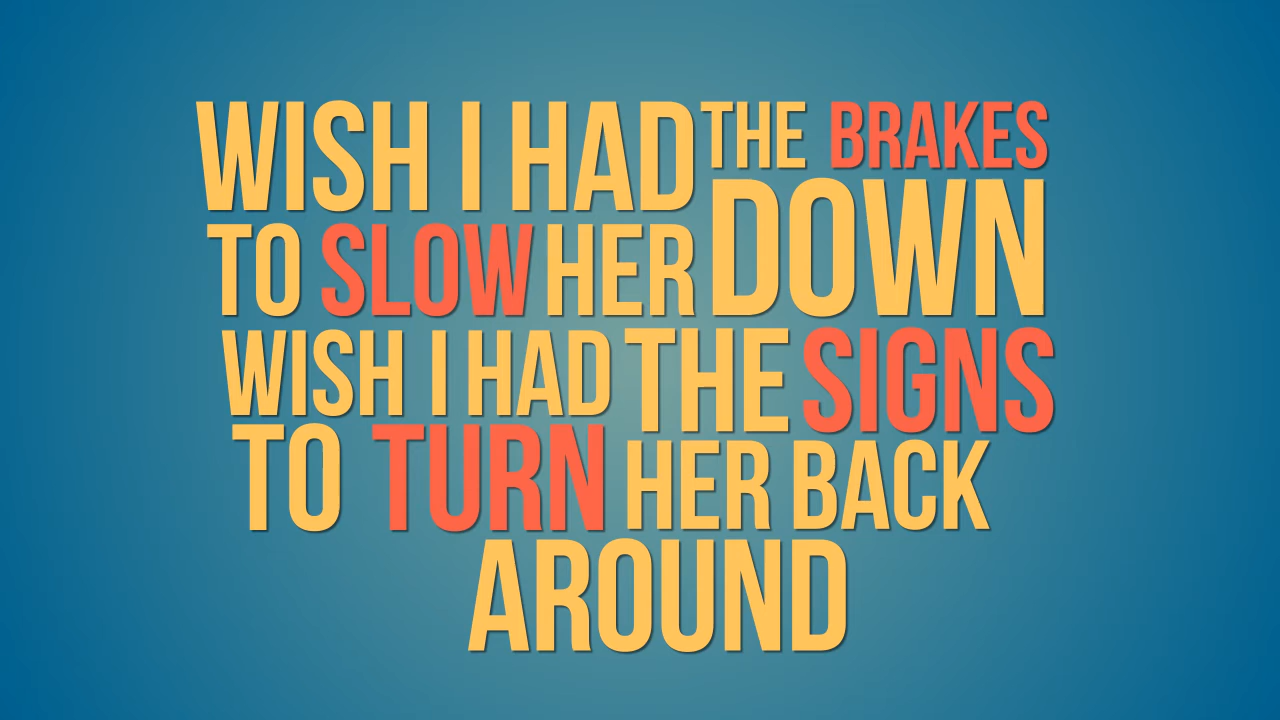 WISH I HAD THE BRAKES
TO SLOW HER DOWN
WISH I HAD THE SIGNS
TO TURN HER BACK
AROUND